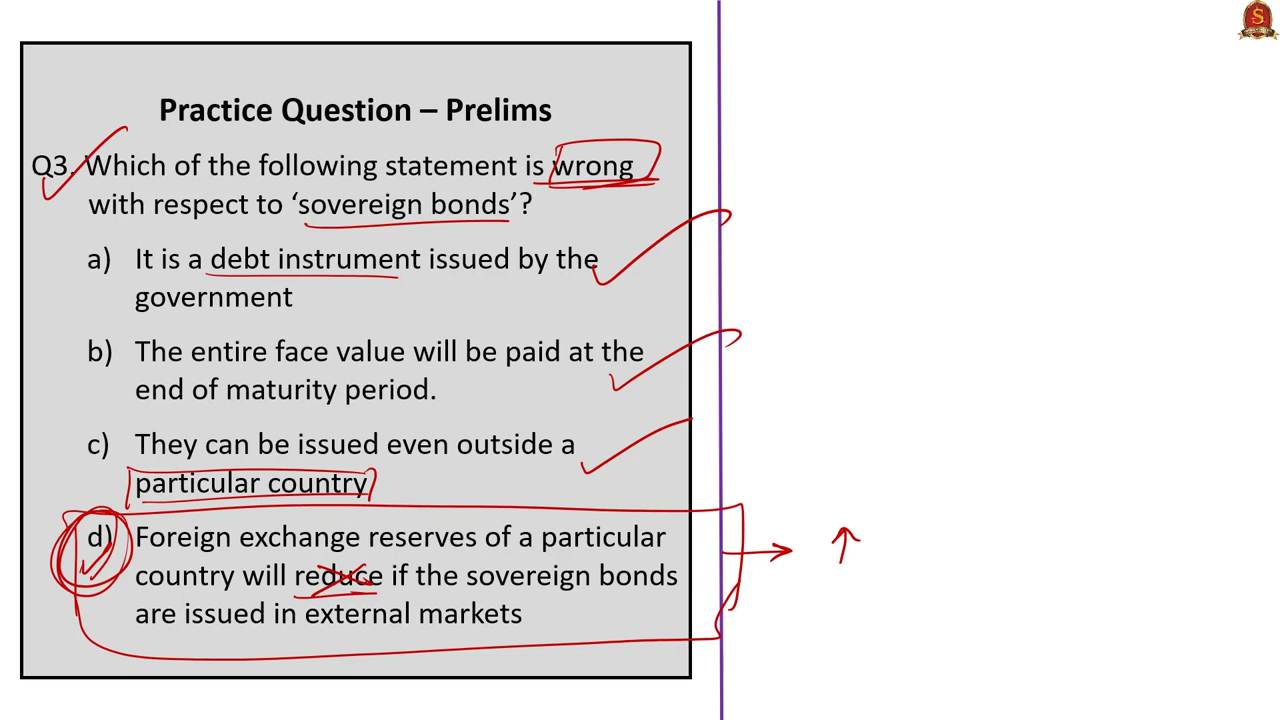 Practice Question – Prelims
Q3. Which of the following statement is wrong
with respect to ‘sovereign bonds’?
a) It is a debt instrument issued by the
government
b) The entire face value will be paid at the
end of maturity period.
c) They can be issued even outside a
particular country
d) Foreign exchange reserves of a particular
country will reduce if the sovereign bonds
are issued in external markets
S